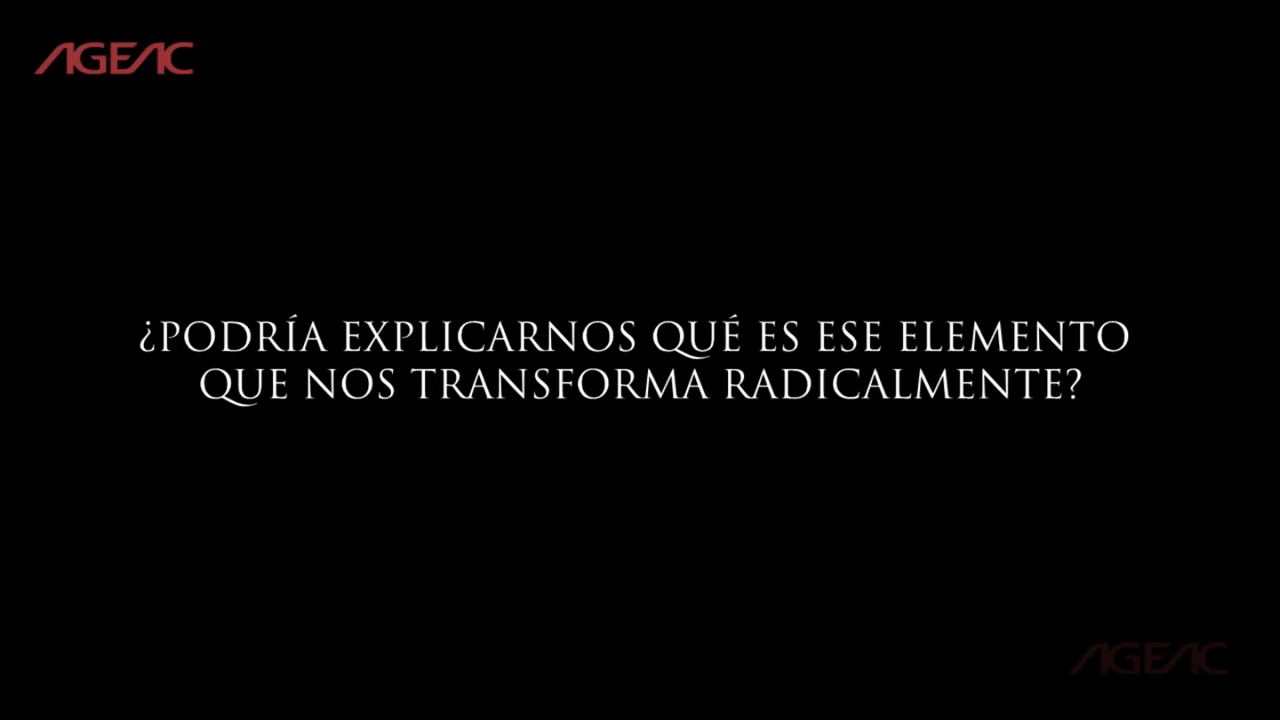 AGEAC
¿PODRÍA EXPLICARNOS QUÉ ES ESE ELEMENTO
QUE NOS TRANSFORMA RADICALMENTE?
AGEAC